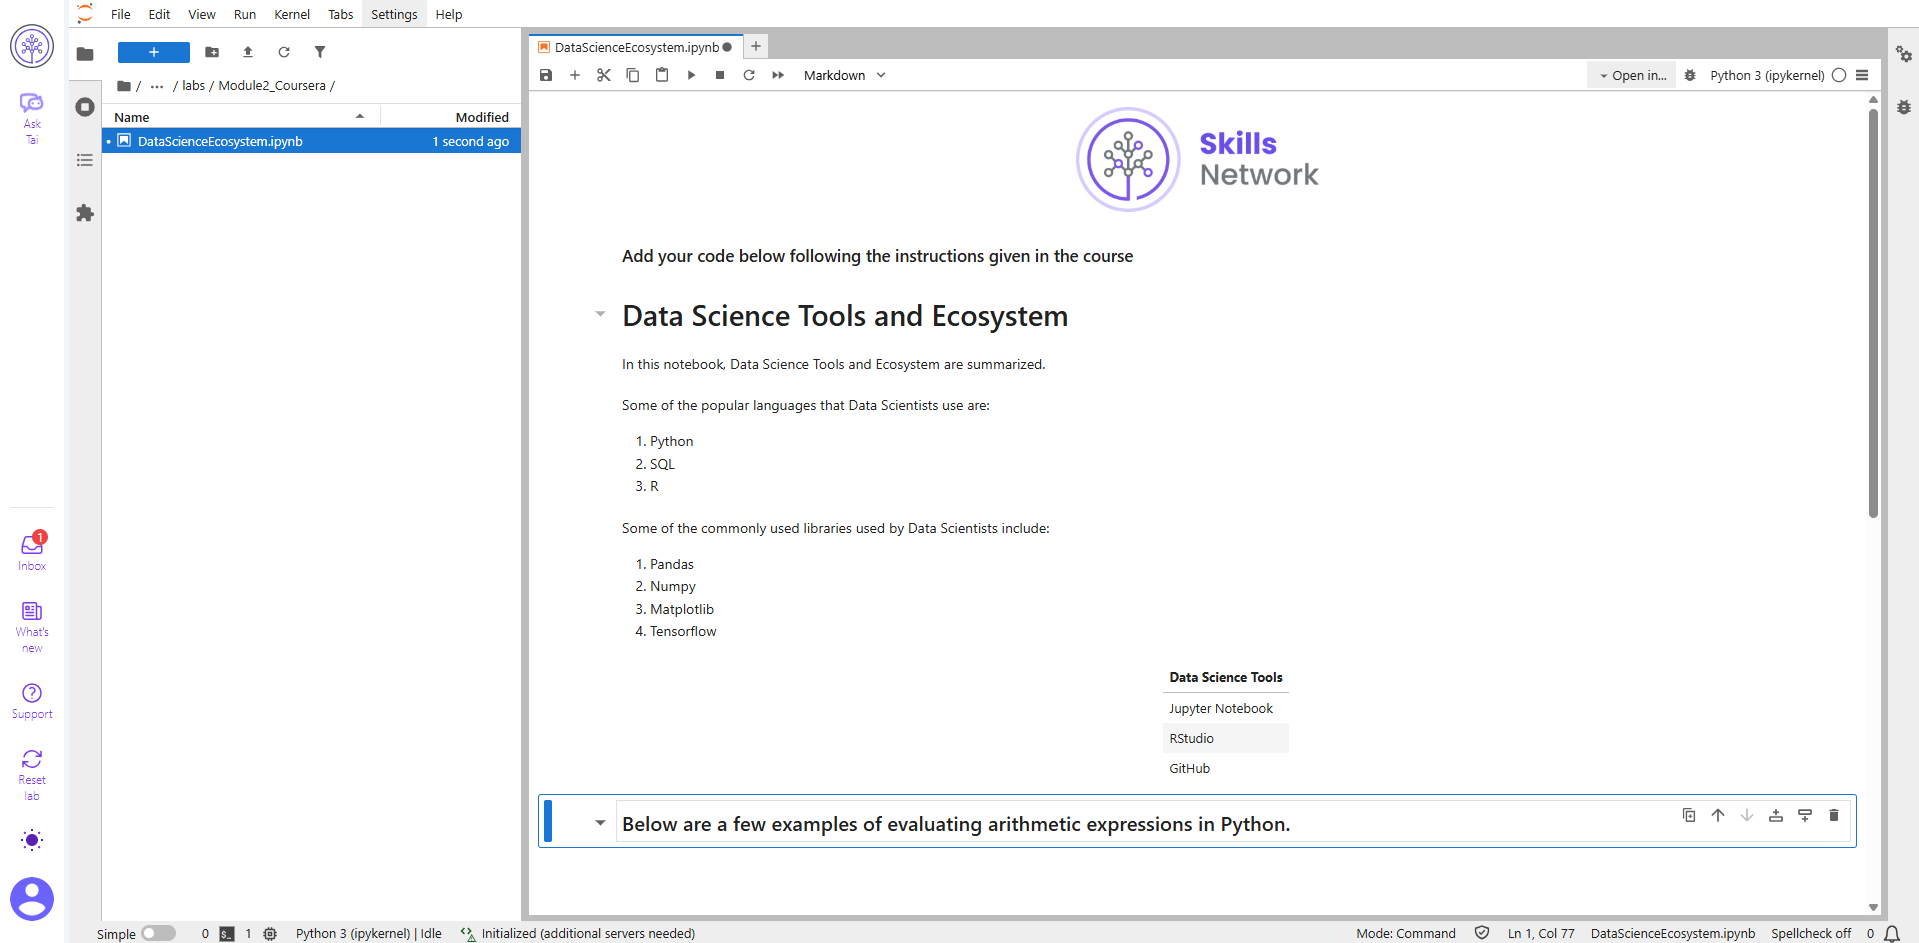 File Edit View Run Kernel Tabs Settings Help
Ask
Tai
Inbox
1
What's
new
Support
Reset
lab
/ ··· / labs / Module2_Coursera /
Name Modified
DataScienceEcosystem.ipynb 1 second ago
DataScienceEcosystem.ipynb
Markdown
Open in...
Python 3 (ipykernel)
Skills
Network
Add your code below following the instructions given in the course
Data Science Tools and Ecosystem
In this notebook, Data Science Tools and Ecosystem are summarized.
Some of the popular languages that Data Scientists use are:
1. Python
2. SQL
3. R
Some of the commonly used libraries used by Data Scientists include:
1. Pandas
2. Numpy
3. Matplotlib
4. Tensorflow
Data Science Tools
Jupyter Notebook
RStudio
GitHub
Below are a few examples of evaluating arithmetic expressions in Python.
Simple 0 $_ 1 Python 3 (ipykernel) | Idle Initialized (additional servers needed) Mode: Command Ln 1, Col 77 DataScienceEcosystem.ipynb Spellcheck off 0